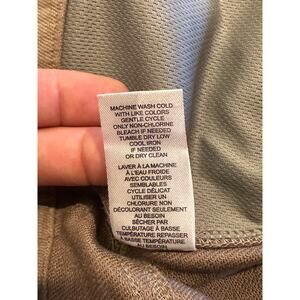 MACHINE WASH COLD
WITH LIKE COLORS
GENTLE CYCLE
ONLY NON-CHLORINE
BLEACH IF NEEDED
TUMBLE DRY LOW
COOL IRON
IF NEEDED
OR DRY CLEAN
LAVER À LA MACHINE
À L'EAU FROIDE
AVEC COULEURS
SEMBLABLES
CYCLE DÉLICAT
UTILISER UN
CHLORURE NON
DÉCOLORANT SEULEMENT
AU BESOIN
SÉCHER PAR
CULBUTAGE À BASSE
TEMPÉRATURE REPASSER
À BASSE TEMPÉRATURE
AU BESOIN